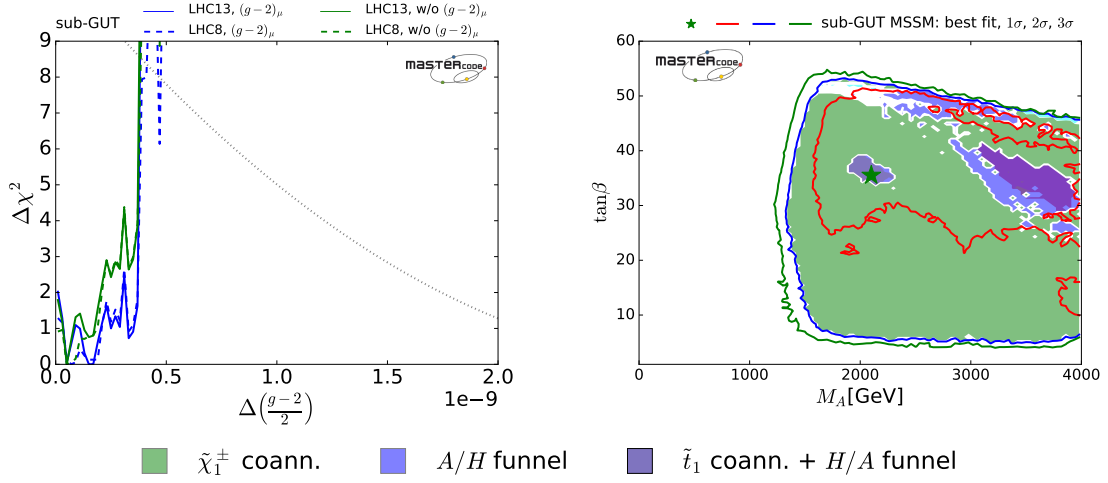 sub-GUT
LHC13, (g−2)μ
LHC8, (g−2)μ
LHC13, w/o (g−2)μ
LHC8, w/o (g−2)μ
MASTERCODE
9
8
7
6
5
4
3
2
1
0
Δχ²
0.0 0.5 1.0 1.5 2.0
1e−9
Δ(g−2/2)
sub-GUT MSSM: best fit, 1σ, 2σ, 3σ
MASTERCODE
60
50
40
30
20
10
tanβ
0 1000 2000 3000 4000
M_A[GeV]
χ̃₁± coann.
A/H funnel
t̃₁ coann. + H/A funnel